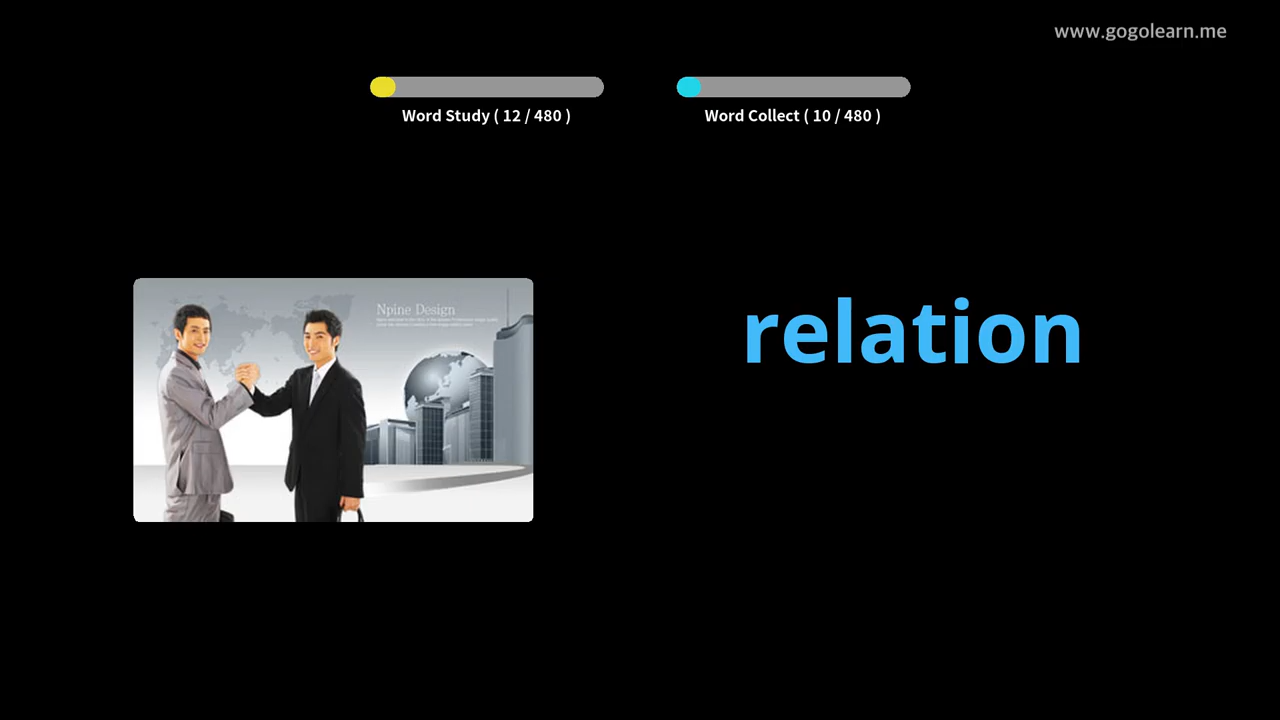 www.gogolearn.me
Word Study ( 12 / 480 )
Word Collect ( 10 / 480 )
Npine Design
relation